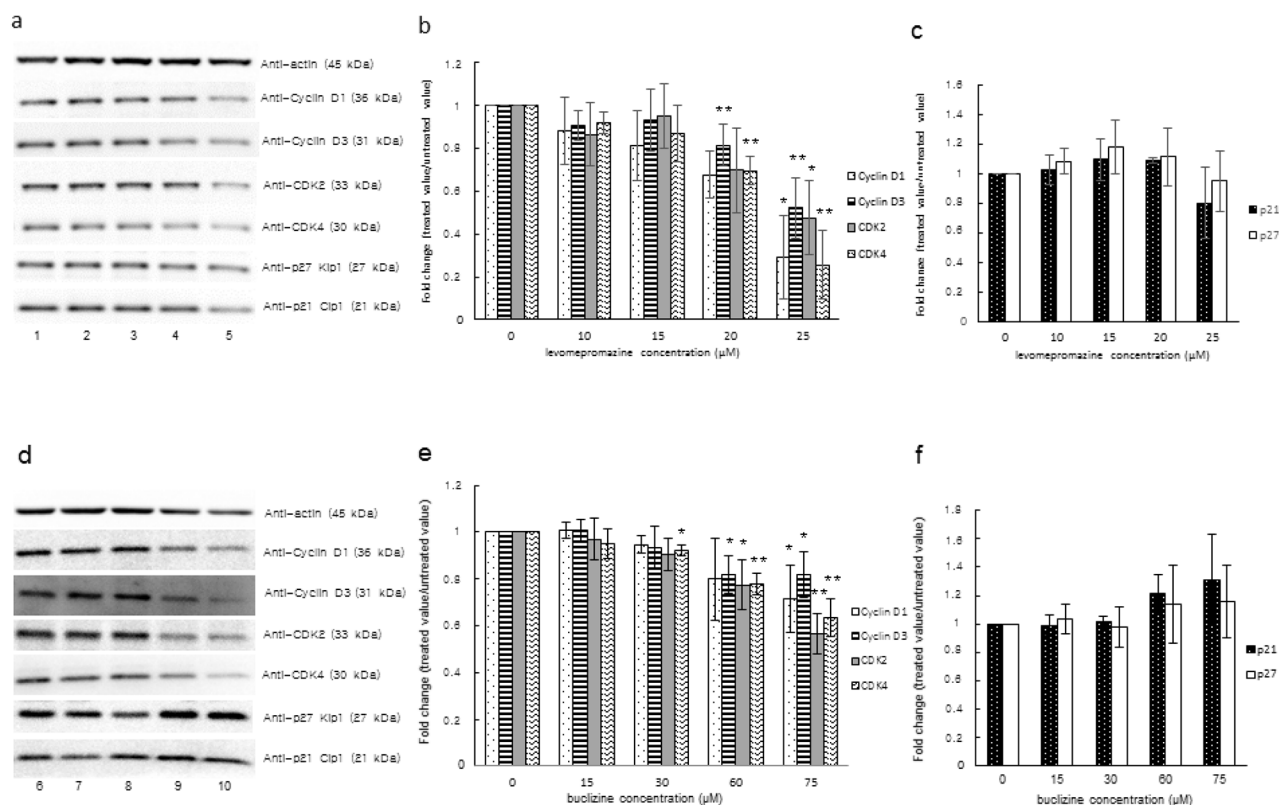 a
Anti-actin (45 kDa)
Anti-Cyclin D1 (36 kDa)
Anti-Cyclin D3 (31 kDa)
Anti-CDK2 (33 kDa)
Anti-CDK4 (30 kDa)
Anti-p27 Kip1 (27 kDa)
Anti-p21 Cip1 (21 kDa)
1 2 3 4 5
b
Fold change (treated value/untreated value)
1.2
1
0.8
0.6
0.4
0.2
0
** ** ** * * **
Cyclin D1
Cyclin D3
CDK2
CDK4
0 10 15 20 25
levomepromazine concentration (µM)
c
Fold change (treated value/untreated value)
1.6
1.4
1.2
1
0.8
0.6
0.4
0.2
0
p21
p27
0 10 15 20 25
levomepromazine concentration (µM)
d
Anti-actin (45 kDa)
Anti-Cyclin D1 (36 kDa)
Anti-Cyclin D3 (31 kDa)
Anti-CDK2 (33 kDa)
Anti-CDK4 (30 kDa)
Anti-p27 Kip1 (27 kDa)
Anti-p21 Cip1 (21 kDa)
6 7 8 9 10
e
Fold change (treated value/untreated value)
1.2
1
0.8
0.6
0.4
0.2
0
* * * ** * * ** **
Cyclin D1
Cyclin D3
CDK2
CDK4
0 15 30 60 75
buclizine concentration (µM)
f
Fold change (treated value/untreated value)
1.8
1.6
1.4
1.2
1
0.8
0.6
0.4
0.2
0
p21
p27
0 15 30 60 75
buclizine concentration (µM)